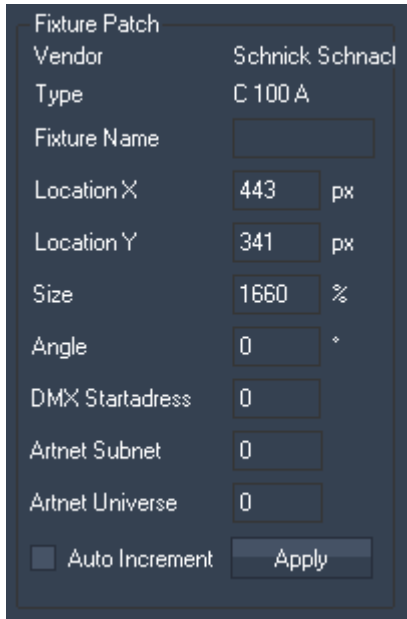 Fixture Patch
Vendor Schnick Schnacl
Type C 100 A
Fixture Name
Location X 443 px
Location Y 341 px
Size 1660 %
Angle 0 °
DMX Startadress 0
Artnet Subnet 0
Artnet Universe 0
Auto Increment Apply